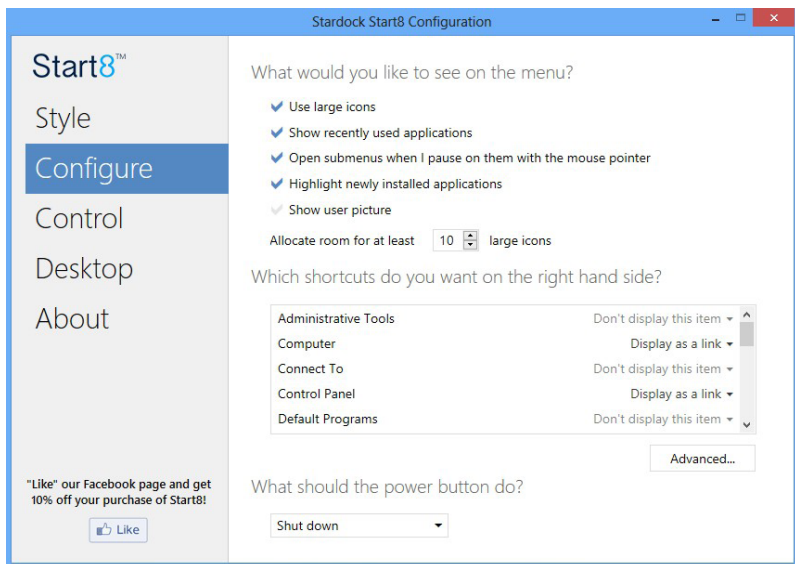 Stardock Start8 Configuration
Start8™
Style
Configure
Control
Desktop
About
"Like" our Facebook page and get
10% off your purchase of Start8!
Like
What would you like to see on the menu?
Use large icons
Show recently used applications
Open submenus when I pause on them with the mouse pointer
Highlight newly installed applications
Show user picture
Allocate room for at least 10 large icons
Which shortcuts do you want on the right hand side?
Administrative Tools Don't display this item
Computer Display as a link
Connect To Don't display this item
Control Panel Display as a link
Default Programs Don't display this item
Advanced...
What should the power button do?
Shut down